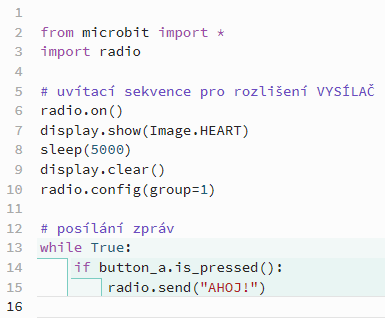 1
2 from microbit import *
3 import radio
4
5 # uvítací sekvence pro rozlišení VYSÍLAČ
6 radio.on()
7 display.show(Image.HEART)
8 sleep(5000)
9 display.clear()
10 radio.config(group=1)
11
12 # posílání zpráv
13 while True:
14     if button_a.is_pressed():
15         radio.send("AHOJ!")
16